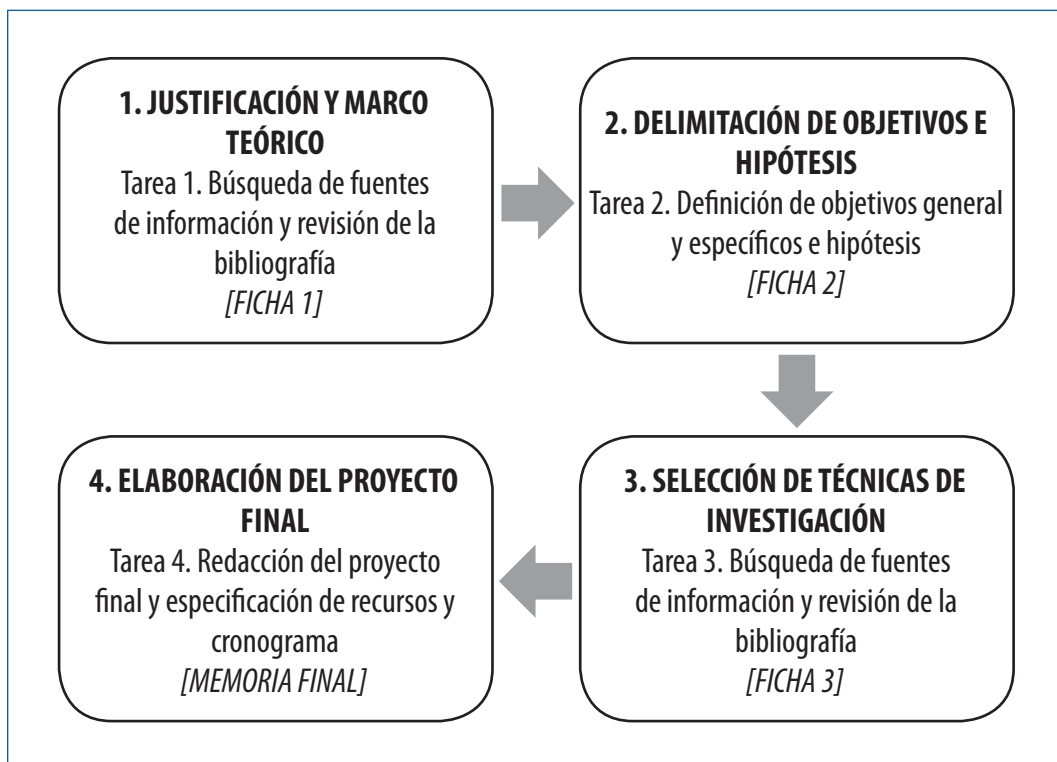 1. JUSTIFICACIÓN Y MARCO
TEÓRICO
Tarea 1. Búsqueda de fuentes
de información y revisión de la
bibliografía
[FICHA 1]
2. DELIMITACIÓN DE OBJETIVOS E
HIPÓTESIS
Tarea 2. Definición de objetivos general
y específicos e hipótesis
[FICHA 2]
3. SELECCIÓN DE TÉCNICAS DE
INVESTIGACIÓN
Tarea 3. Búsqueda de fuentes
de información y revisión de la
bibliografía
[FICHA 3]
4. ELABORACIÓN DEL PROYECTO
FINAL
Tarea 4. Redacción del proyecto
final y especificación de recursos y
cronograma
[MEMORIA FINAL]